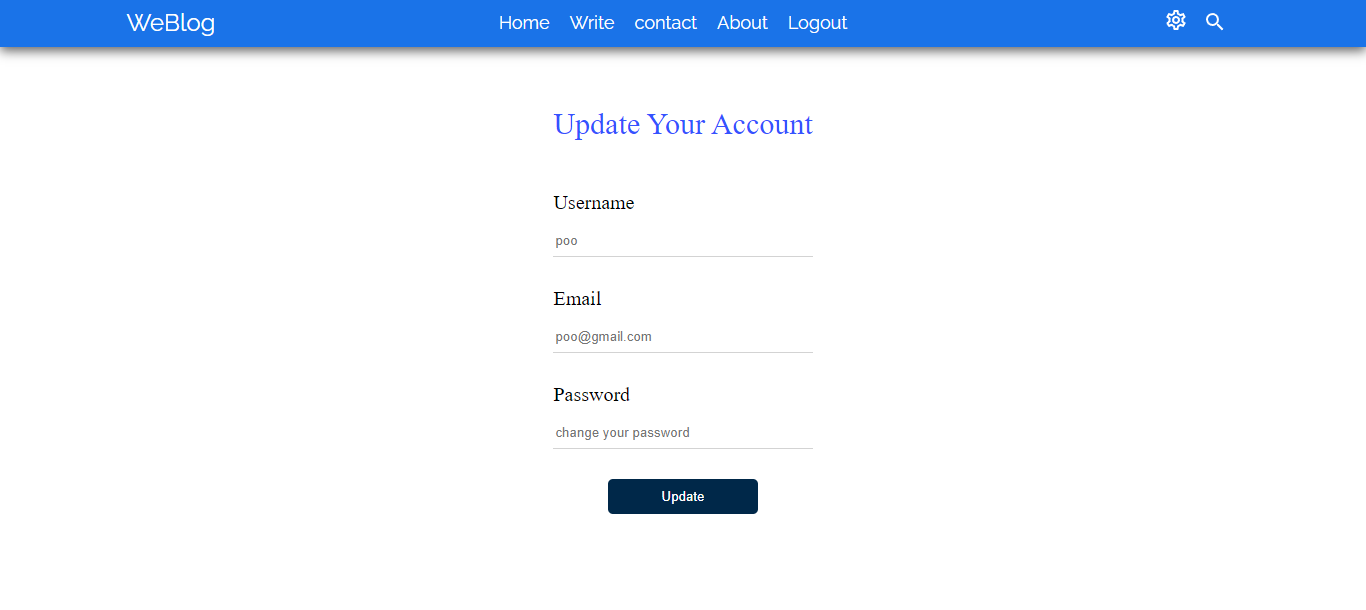 WeBlog Home Write contact About Logout
Update Your Account
Username
poo
Email
poo@gmail.com
Password
change your password
Update